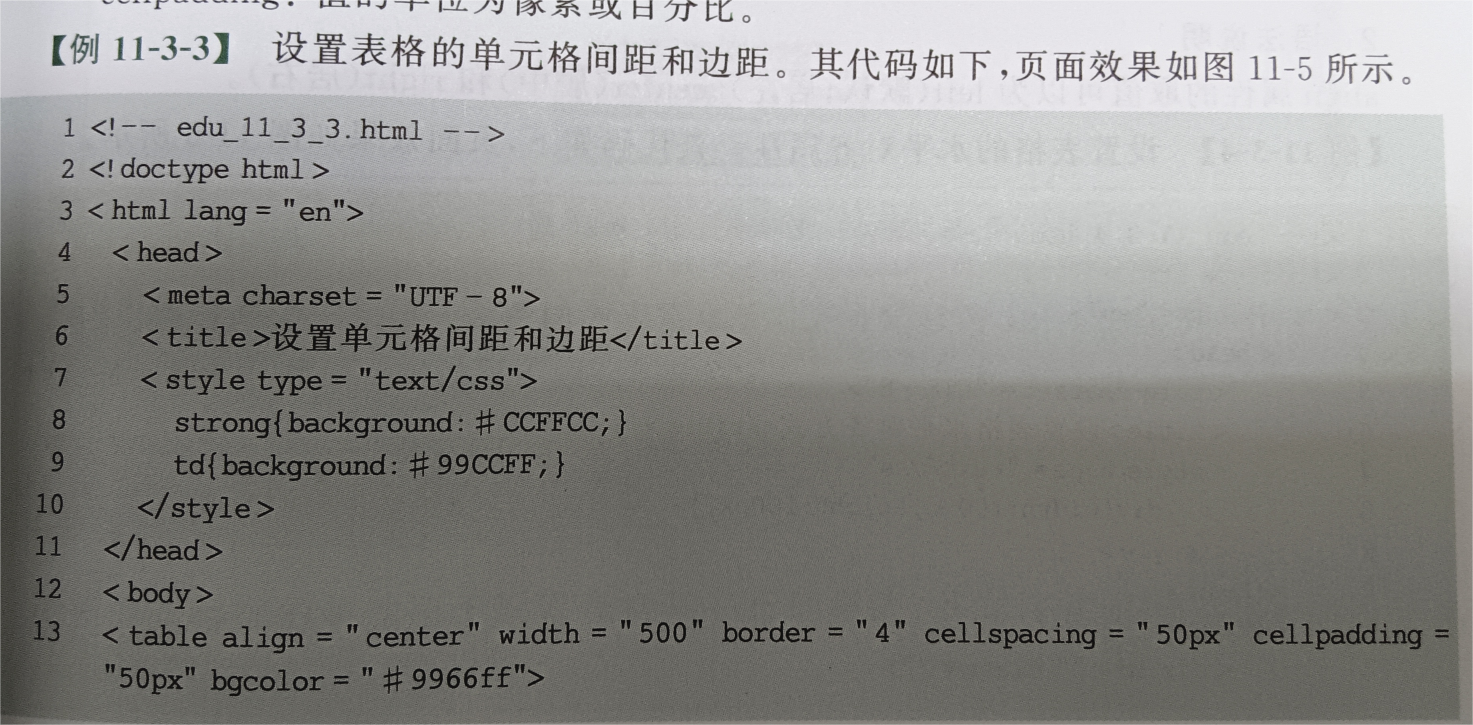 cellpadding：值的单位为像素或百分比。
【例 11-3-3】 设置表格的单元格间距和边距。其代码如下,页面效果如图 11-5 所示。
1 <!-- edu_11_3_3.html -->
2 <!doctype html>
3 <html lang = "en">
4 <head>
5 <meta charset = "UTF-8">
6 <title>设置单元格间距和边距</title>
7 <style type = "text/css">
8 strong{background:#CCFFCC;}
9 td{background:#99CCFF;}
10 </style>
11 </head>
12 <body>
13 <table align = "center" width = "500" border = "4" cellspacing = "50px" cellpadding =
"50px" bgcolor = "#9966ff">